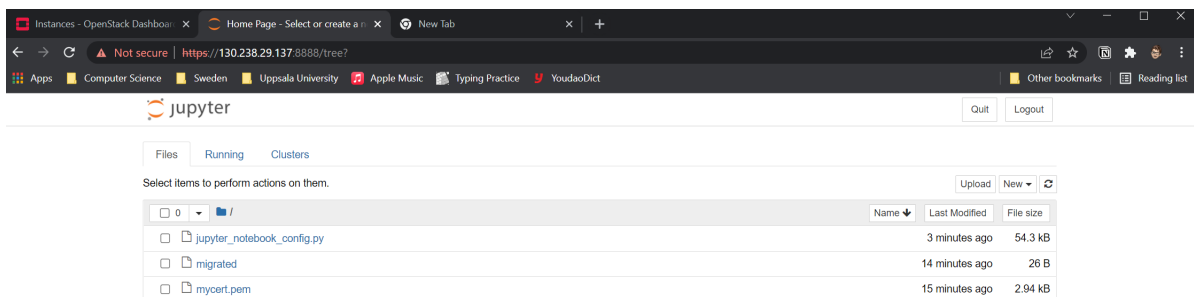 Instances - OpenStack Dashboar Home Page - Select or create a n New Tab
Not secure https://130.238.29.137:8888/tree?
Apps Computer Science Sweden Uppsala University Apple Music Typing Practice YoudaoDict Other bookmarks Reading list
jupyter Quit Logout
Files Running Clusters
Select items to perform actions on them. Upload New
0 / Name Last Modified File size
jupyter_notebook_config.py 3 minutes ago 54.3 kB
migrated 14 minutes ago 26 B
mycert.pem 15 minutes ago 2.94 kB